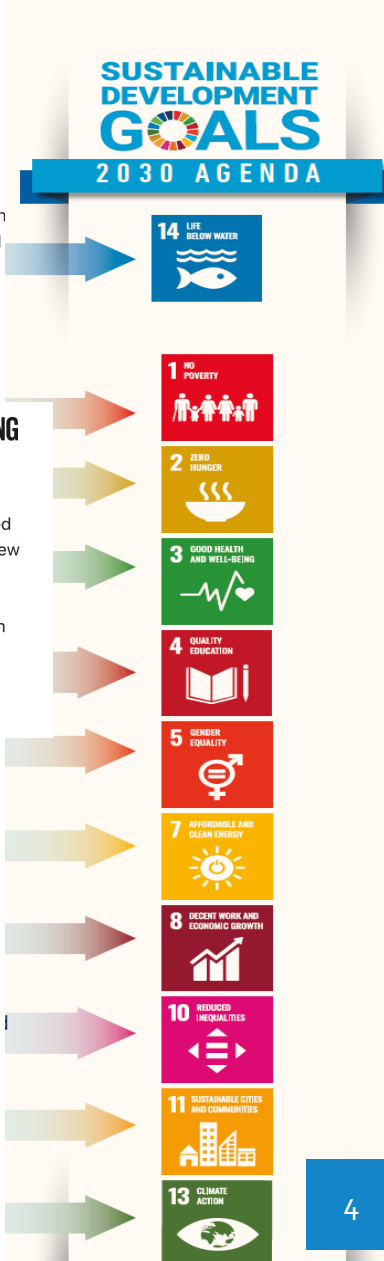 SUSTAINABLE
DEVELOPMENT
GOALS
2030 AGENDA
14 LIFE
BELOW WATER
1 NO
POVERTY
NG
2 ZERO
HUNGER
ed
ew
3 GOOD HEALTH
AND WELL-BEING
4 QUALITY
EDUCATION
5 GENDER
EQUALITY
7 AFFORDABLE AND
CLEAN ENERGY
8 DECENT WORK AND
ECONOMIC GROWTH
10 REDUCED
INEQUALITIES
11 SUSTAINABLE CITIES
AND COMMUNITIES
13 CLIMATE
ACTION
4